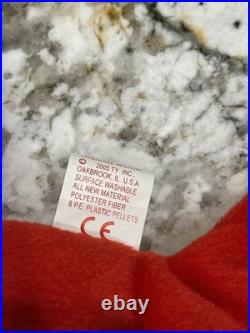 © 2005 TY INC.,
OAKBROOK, IL U.S.A
SURFACE WASHABLE
ALL NEW MATERIAL
POLYESTER FIBER
& P.E. PLASTIC PELLETS
CE